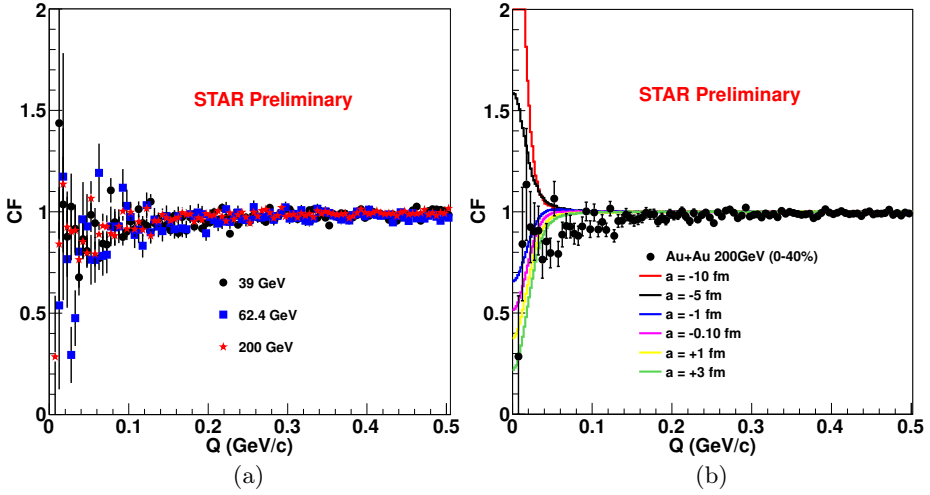 2
1.5
1
0.5
0
CF
STAR Preliminary
39 GeV
62.4 GeV
200 GeV
0 0.1 0.2 0.3 0.4 0.5
Q (GeV/c)
(a)
2
1.5
1
0.5
0
CF
STAR Preliminary
Au+Au 200GeV (0-40%)
a = -10 fm
a = -5 fm
a = -1 fm
a = -0.10 fm
a = +1 fm
a = +3 fm
0 0.1 0.2 0.3 0.4 0.5
Q (GeV/c)
(b)